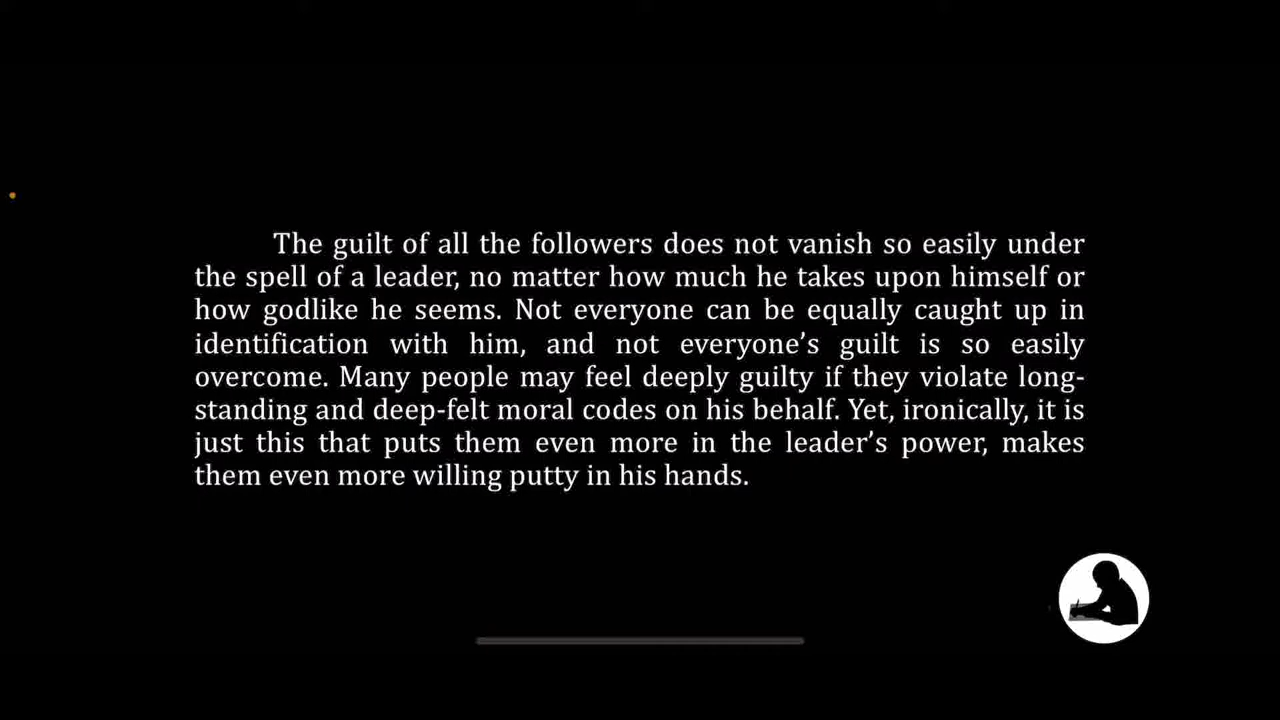 The guilt of all the followers does not vanish so easily under
the spell of a leader, no matter how much he takes upon himself or
how godlike he seems. Not everyone can be equally caught up in
identification with him, and not everyone’s guilt is so easily
overcome. Many people may feel deeply guilty if they violate long-
standing and deep-felt moral codes on his behalf. Yet, ironically, it is
just this that puts them even more in the leader’s power, makes
them even more willing putty in his hands.